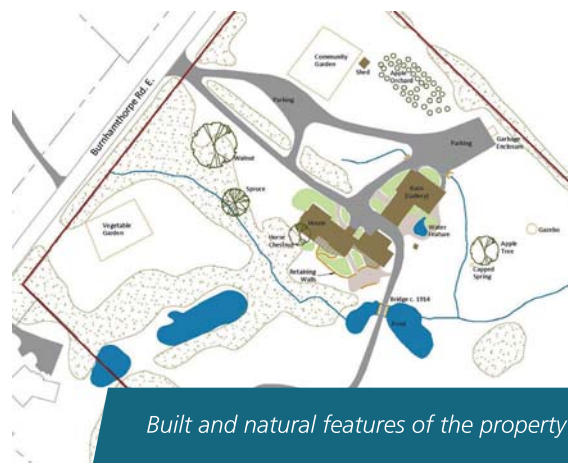 Community
Garden
Shed
Apple
Orchard
Burnhamthorpe Rd. E.
Parking
Parking
Garbage
Enclosure
Walnut
Spruce
Barn
(Gallery)
Vegetable
Garden
House
Horse
Chestnut
Water
Feature
Gazebo
Apple
Tree
Capped
Spring
Retaining
Walls
Bridge c. 1914
Pond
Built and natural features of the property